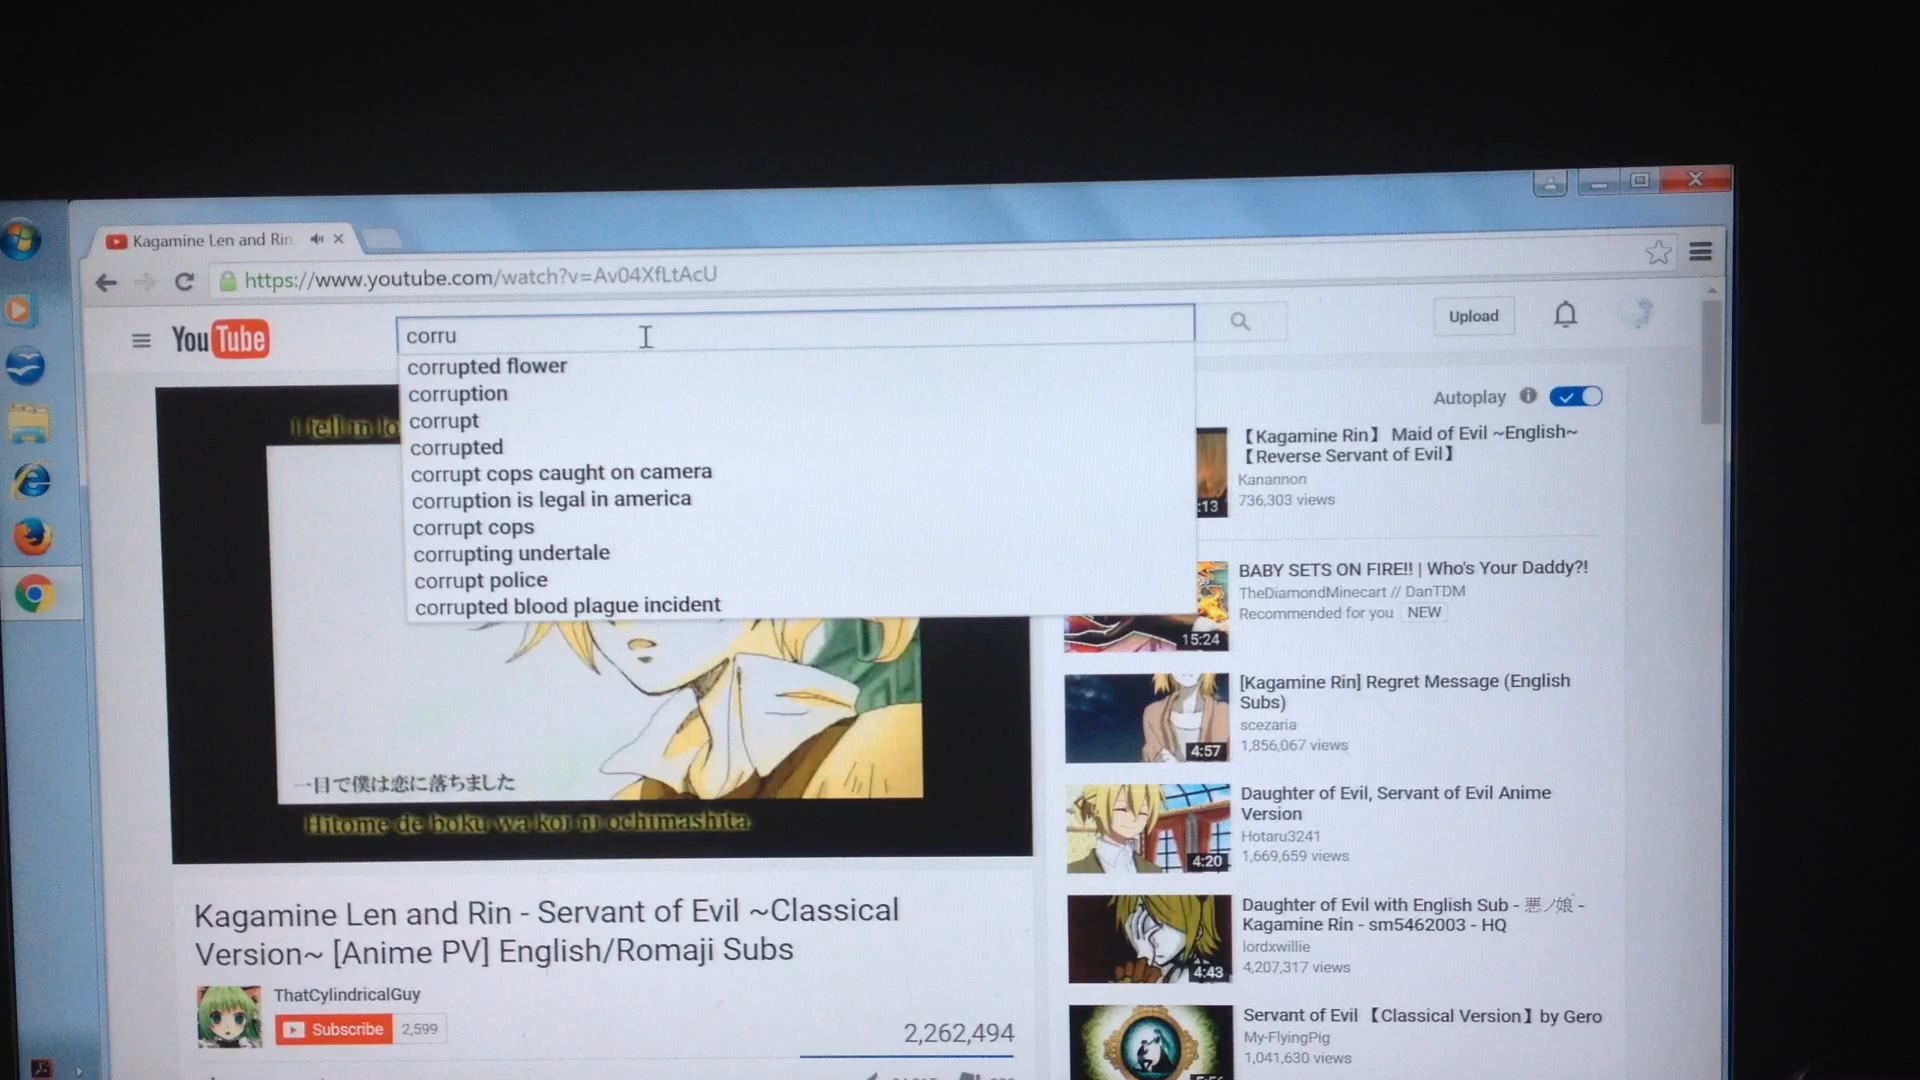 Kagamine Len and Rin
https://www.youtube.com/watch?v=Av04XfLtAcU
YouTube
corru
Upload
corrupted flower
corruption
corrupt
corrupted
corrupt cops caught on camera
corruption is legal in america
corrupt cops
corrupting undertale
corrupt police
corrupted blood plague incident
I fell in lo
一目で僕は恋に落ちました
Hitome de boku wa koi ni ochimashita
Kagamine Len and Rin - Servant of Evil ~Classical
Version~ [Anime PV] English/Romaji Subs
ThatCylindricalGuy
Subscribe 2,599
2,262,494
Autoplay
【Kagamine Rin】 Maid of Evil ~English~
【Reverse Servant of Evil】
Kanannon
736,303 views
:13
BABY SETS ON FIRE!! | Who's Your Daddy?!
TheDiamondMinecart // DanTDM
Recommended for you NEW
15:24
[Kagamine Rin] Regret Message (English
Subs)
scezaria
1,856,067 views
4:57
Daughter of Evil, Servant of Evil Anime
Version
Hotaru3241
1,669,659 views
4:20
Daughter of Evil with English Sub - 悪ノ娘 -
Kagamine Rin - sm5462003 - HQ
lordxwillie
4,207,317 views
4:43
Servant of Evil 【Classical Version】 by Gero
My-FlyingPig
1,041,630 views